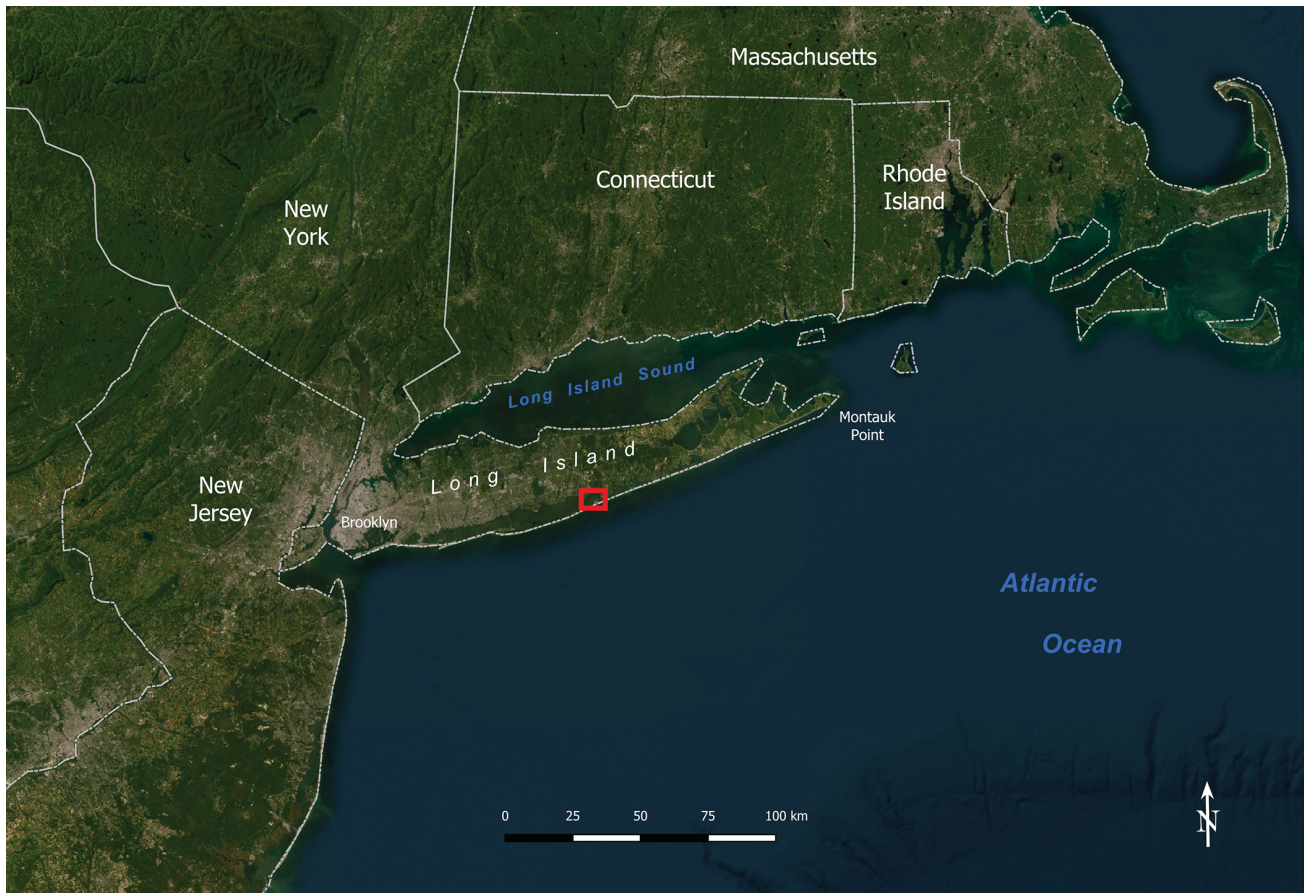 Massachusetts
Connecticut
Rhode
Island
New
York
Long Island Sound
Montauk
Point
Long Island
New
Jersey
Brooklyn
Atlantic
Ocean
0 25 50 75 100 km
N